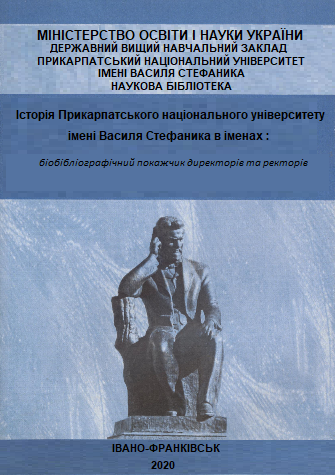 МІНІСТЕРСТВО ОСВІТИ І НАУКИ УКРАЇНИ
ДЕРЖАВНИЙ ВИЩИЙ НАВЧАЛЬНИЙ ЗАКЛАД
ПРИКАРПАТСЬКИЙ НАЦІОНАЛЬНИЙ УНІВЕРСИТЕТ
ІМЕНІ ВАСИЛЯ СТЕФАНИКА
НАУКОВА БІБЛІОТЕКА
Історія Прикарпатського національного університету
імені Василя Стефаника в іменах :
біобібліографічний покажчик директорів та ректорів
ІВАНО-ФРАНКІВСЬК
2020